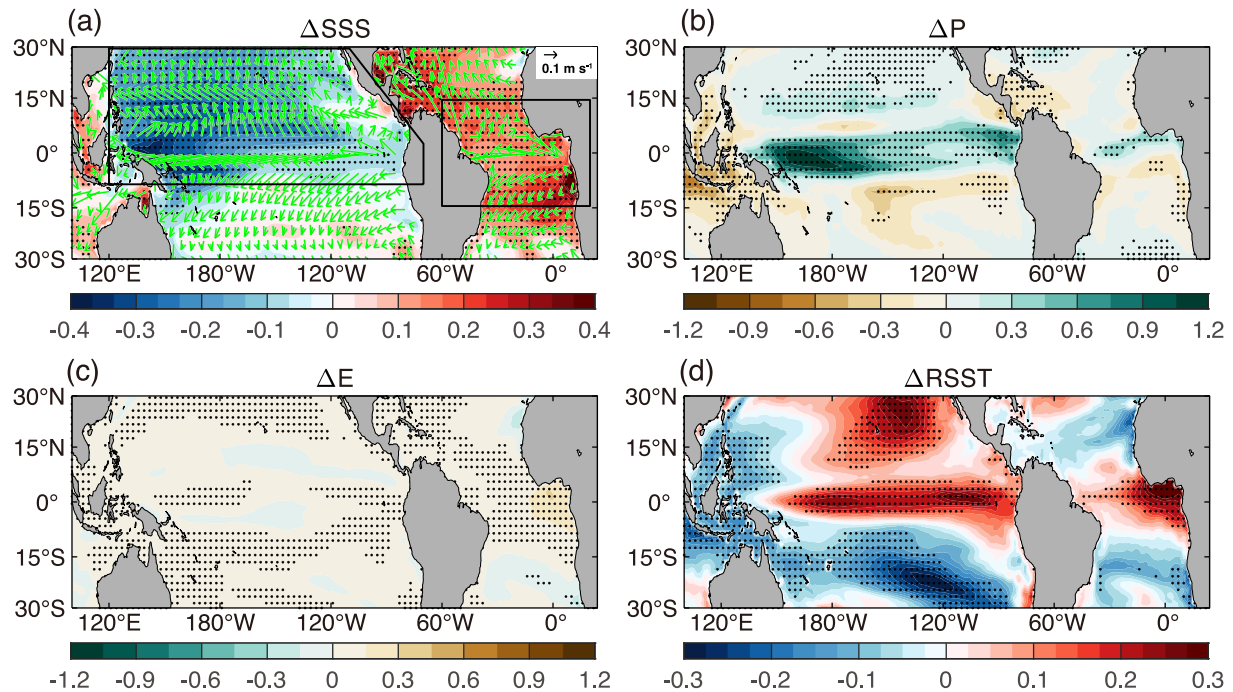 (a) ΔSSS
30°N
15°N
0°
15°S
30°S
0.1 m s⁻¹
120°E 180°W 120°W 60°W 0°
-0.4 -0.3 -0.2 -0.1 0 0.1 0.2 0.3 0.4
(b) ΔP
30°N
15°N
0°
15°S
30°S
120°E 180°W 120°W 60°W 0°
-1.2 -0.9 -0.6 -0.3 0 0.3 0.6 0.9 1.2
(c) ΔE
30°N
15°N
0°
15°S
30°S
120°E 180°W 120°W 60°W 0°
-1.2 -0.9 -0.6 -0.3 0 0.3 0.6 0.9 1.2
(d) ΔRSST
30°N
15°N
0°
15°S
30°S
120°E 180°W 120°W 60°W 0°
-0.3 -0.2 -0.1 0 0.1 0.2 0.3